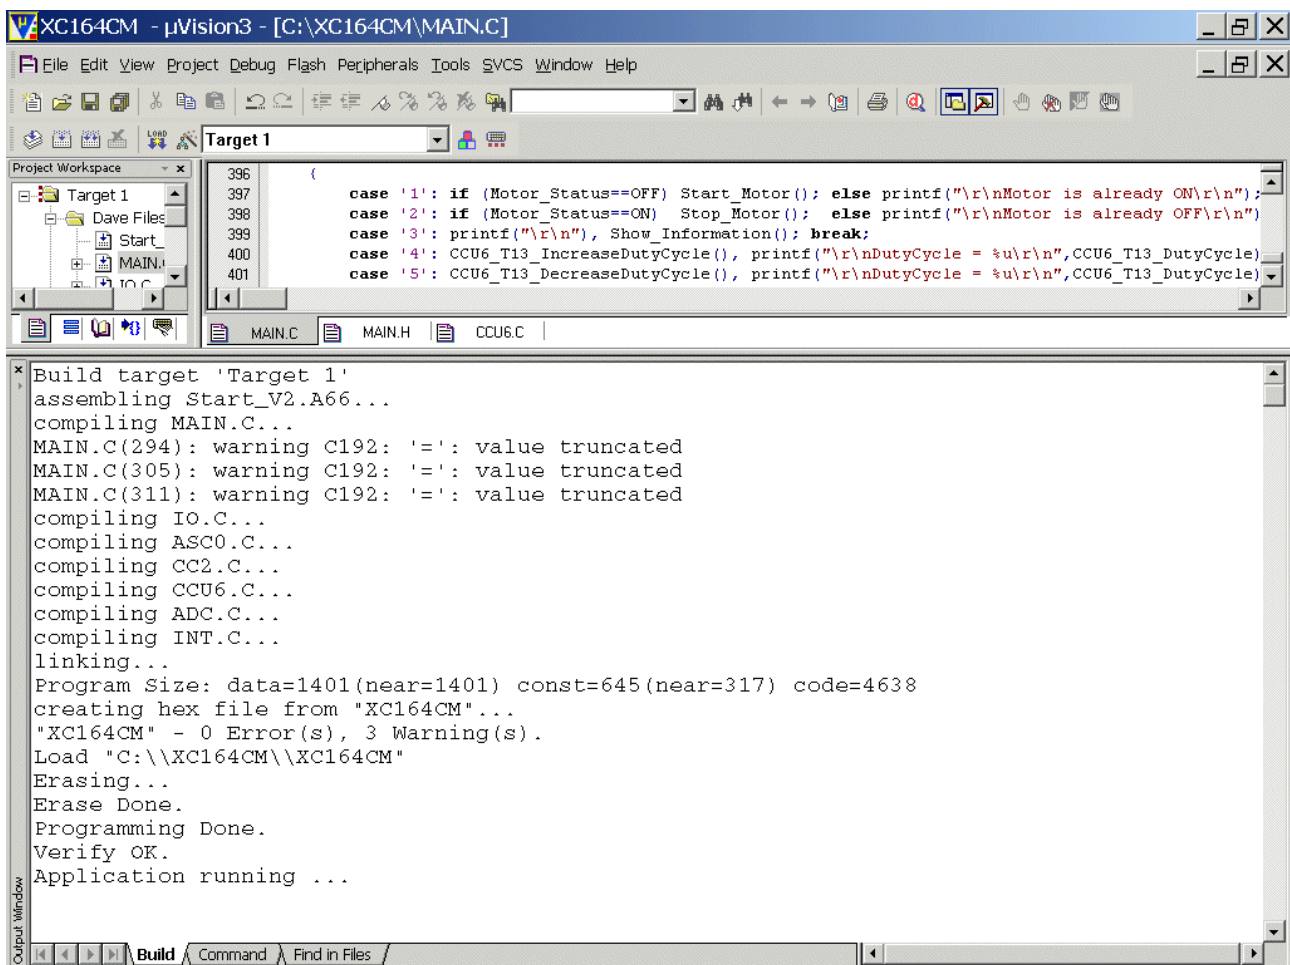 XC164CM - µVision3 - [C:\XC164CM\MAIN.C]
File Edit View Project Debug Flash Peripherals Tools SVCS Window Help
LOAD Target 1
Project Workspace
Target 1
Dave Files
Start_
MAIN.
IO.C
396 {
397 case '1': if (Motor_Status==OFF) Start_Motor(); else printf("\r\nMotor is already ON\r\n");
398 case '2': if (Motor_Status==ON) Stop_Motor(); else printf("\r\nMotor is already OFF\r\n")
399 case '3': printf("\r\n"), Show_Information(); break;
400 case '4': CCU6_T13_IncreaseDutyCycle(), printf("\r\nDutyCycle = %u\r\n",CCU6_T13_DutyCycle)
401 case '5': CCU6_T13_DecreaseDutyCycle(), printf("\r\nDutyCycle = %u\r\n",CCU6_T13_DutyCycle)
MAIN.C MAIN.H CCU6.C
Build target 'Target 1'
assembling Start_V2.A66...
compiling MAIN.C...
MAIN.C(294): warning C192: '=': value truncated
MAIN.C(305): warning C192: '=': value truncated
MAIN.C(311): warning C192: '=': value truncated
compiling IO.C...
compiling ASC0.C...
compiling CC2.C...
compiling CCU6.C...
compiling ADC.C...
compiling INT.C...
linking...
Program Size: data=1401(near=1401) const=645(near=317) code=4638
creating hex file from "XC164CM"...
"XC164CM" - 0 Error(s), 3 Warning(s).
Load "C:\\XC164CM\\XC164CM"
Erasing...
Erase Done.
Programming Done.
Verify OK.
Application running ...
Output Window
Build Command Find in Files